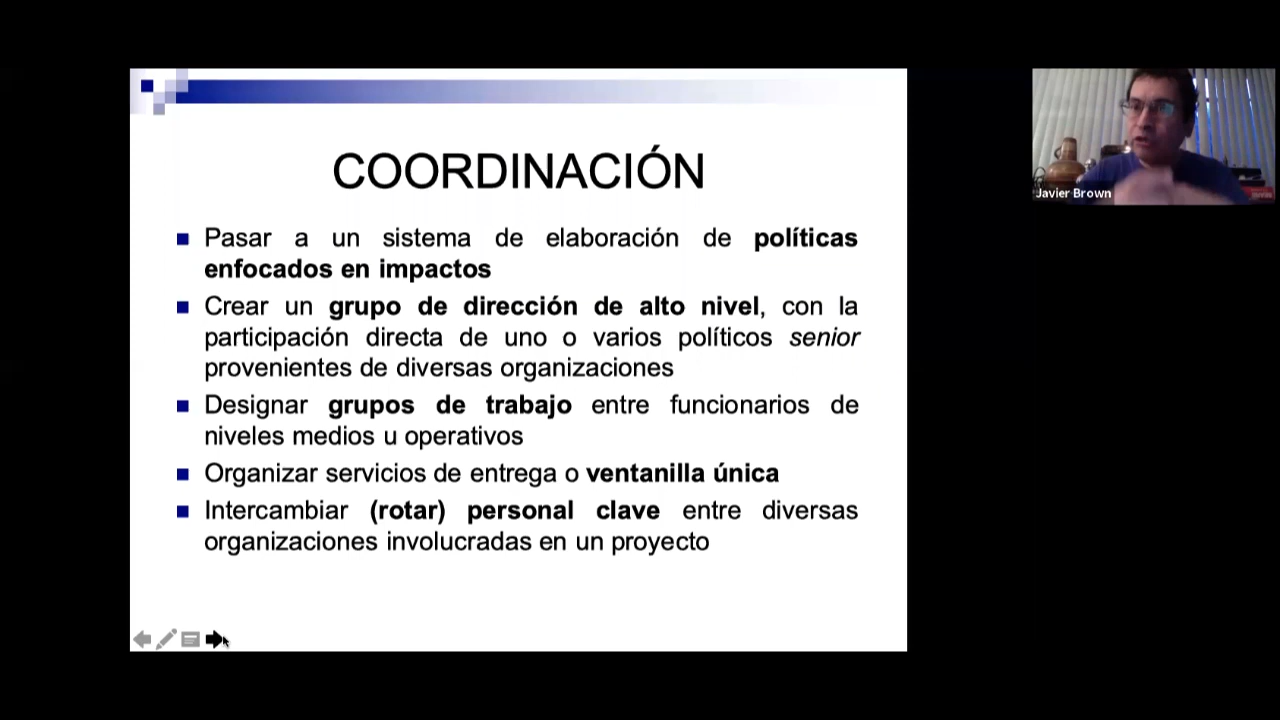 COORDINACIÓN
Pasar a un sistema de elaboración de políticas
enfocados en impactos
Crear un grupo de dirección de alto nivel, con la
participación directa de uno o varios políticos senior
provenientes de diversas organizaciones
Designar grupos de trabajo entre funcionarios de
niveles medios u operativos
Organizar servicios de entrega o ventanilla única
Intercambiar (rotar) personal clave entre diversas
organizaciones involucradas en un proyecto
Javier Brown